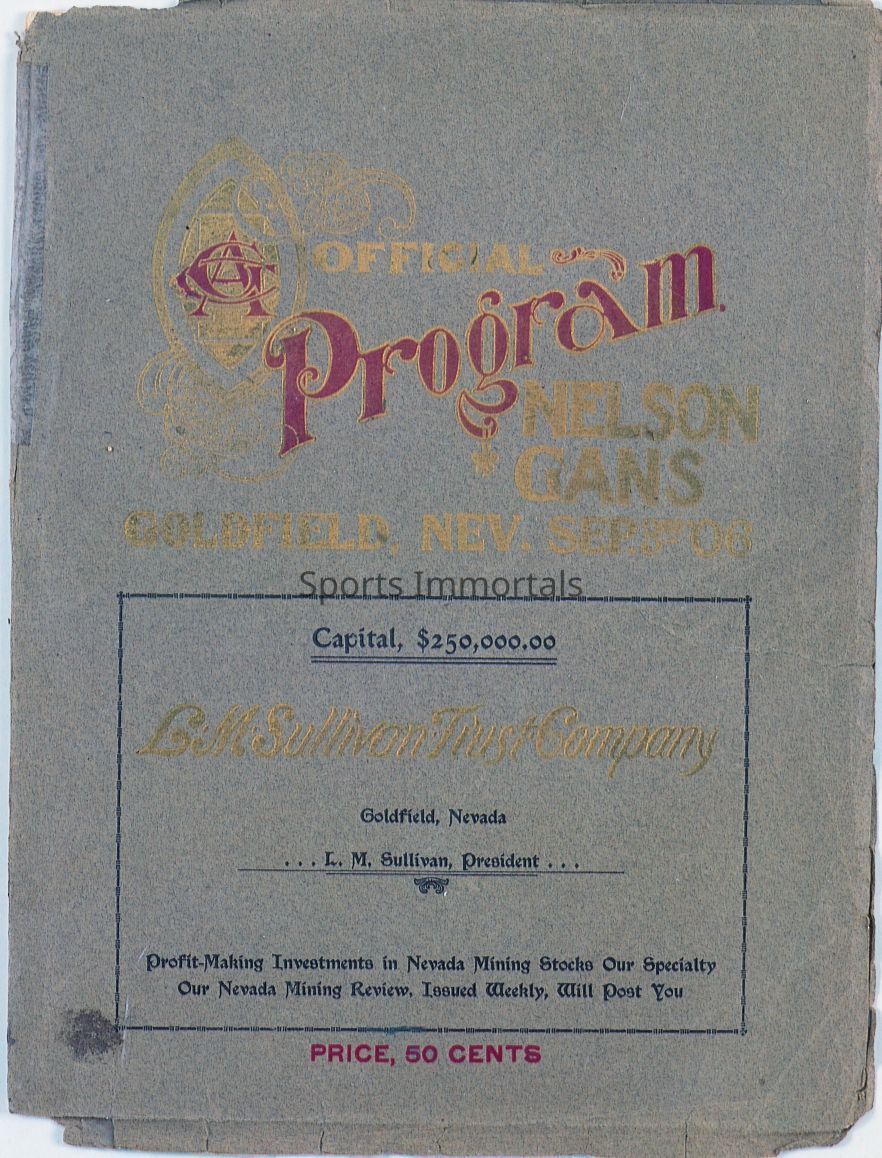 GAC
OFFICIAL
Program.
NELSON
GANS
GOLDFIELD, NEV. SEP. 3RD '06
Sports Immortals
Capital, $250,000.00
L. M. Sullivan Trust Company
Goldfield, Nevada
. . . L. M. Sullivan, President . . .
Profit-Making Investments in Nevada Mining Stocks Our Specialty
Our Nevada Mining Review, Issued Weekly, Will Post You
PRICE, 50 CENTS